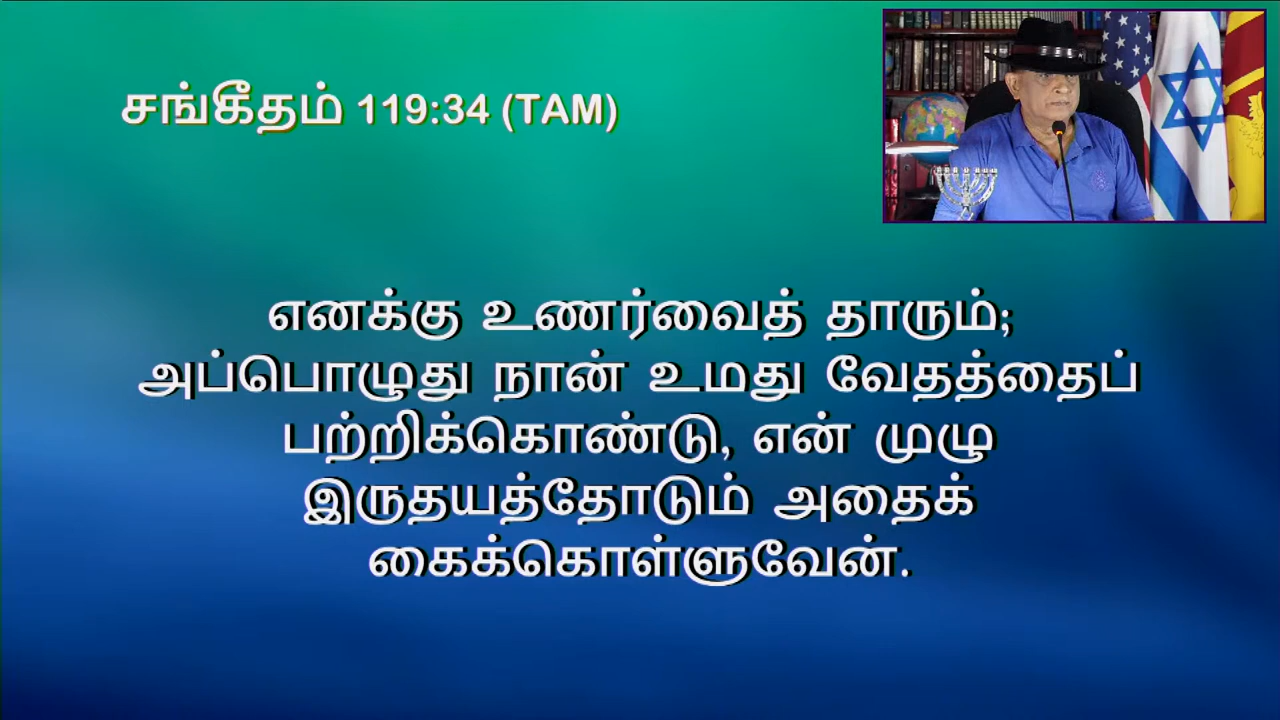 சங்கீதம் 119:34 (TAM)
எனக்கு உணர்வைத் தாரும்;
அப்பொழுது நான் உமது வேதத்தைப்
பற்றிக்கொண்டு, என் முழு
இருதயத்தோடும் அதைக்
கைக்கொள்ளுவேன்.